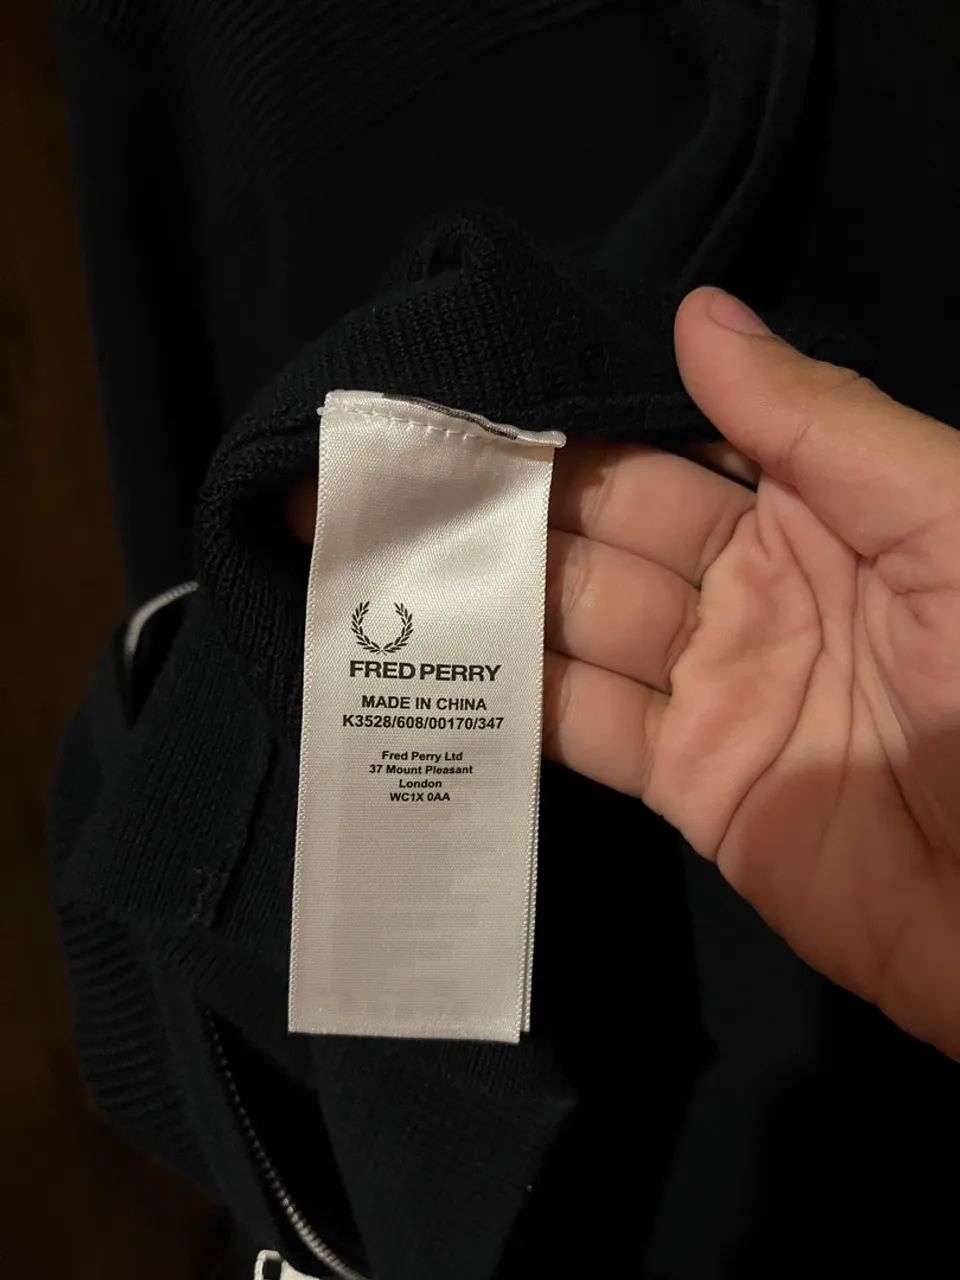 FRED PERRY
MADE IN CHINA
K3528/608/00170/347
Fred Perry Ltd
37 Mount Pleasant
London
WC1X 0AA